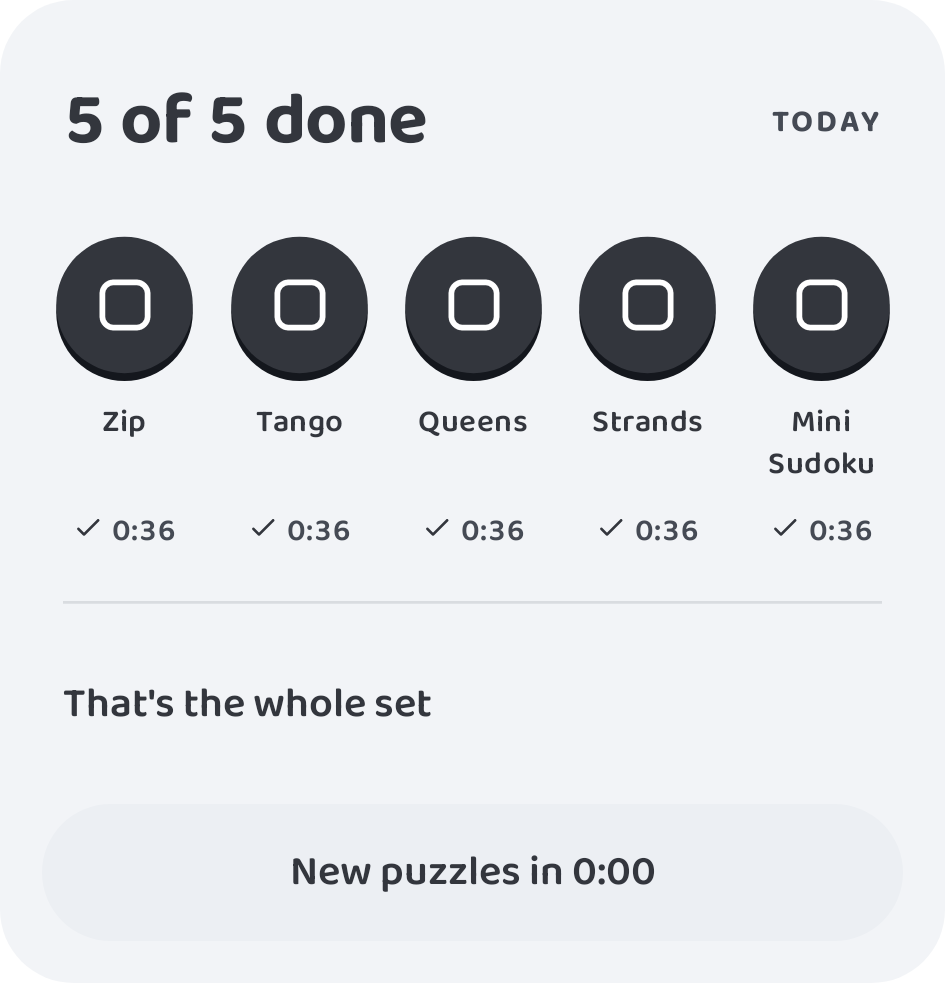 5 of 5 done
TODAY
Zip
Tango
Queens
Strands
Mini
Sudoku
0:36
0:36
0:36
0:36
0:36
That's the whole set
New puzzles in 0:00